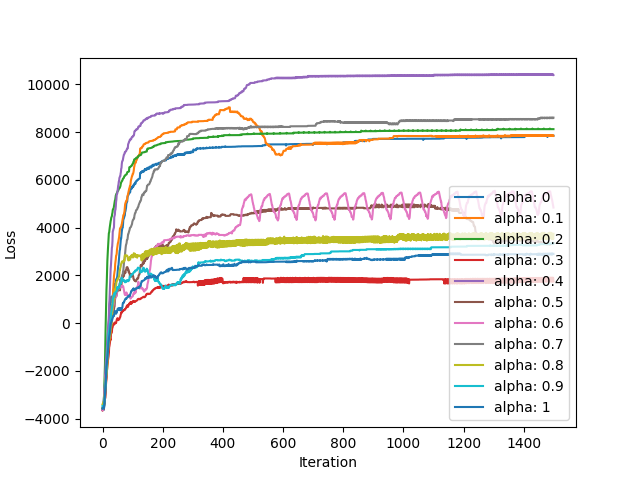 10000
8000
6000
4000
2000
0
−2000
−4000
Loss
0 200 400 600 800 1000 1200 1400
Iteration
alpha: 0
alpha: 0.1
alpha: 0.2
alpha: 0.3
alpha: 0.4
alpha: 0.5
alpha: 0.6
alpha: 0.7
alpha: 0.8
alpha: 0.9
alpha: 1